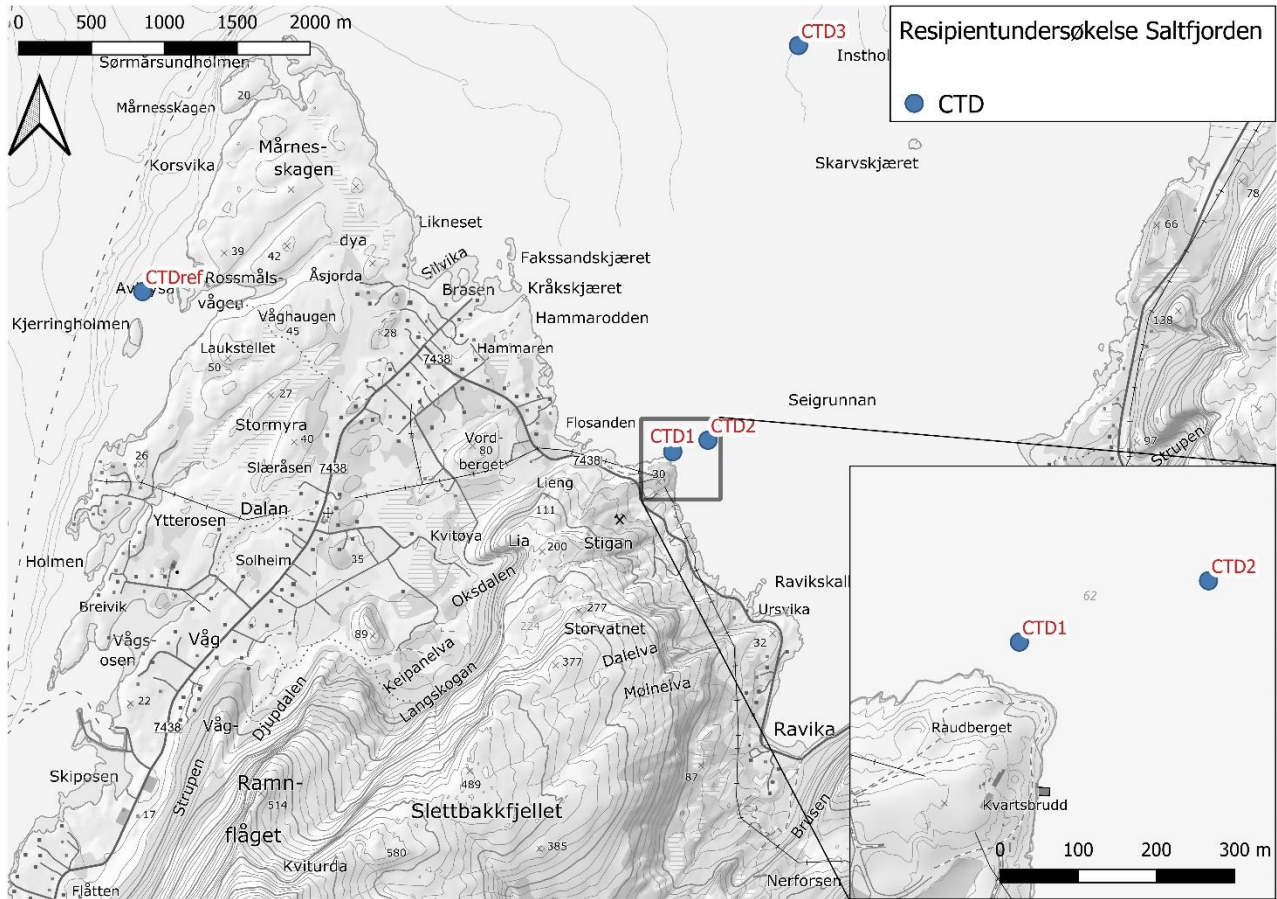 0 500 1000 1500 2000 m
CTD3
Instho
Resipientundersøkelse Saltfjorden
CTD
Sørmårsundholmen
20
Mårnesskagen
Mårnes-
skagen
Korsvika
Skarvskjæret
78
66
Likneset
39
42
dya
Fakssandskjæret
CTDref
Rossmåls-
vågen
Åsjorda
Silvika
Brasen
Kråkskjæret
Kjerringholmen
Våghaugen
45
28
Hammarodden
138
Laukstellet
50
7438
Hammaren
27
Seigrunnan
Stormyra
40
Flosanden
CTD1
CTD2
Vord-
80
berget
97
Strupen
26
Slæråsen
7438
7438
30
Lieng
111
Ytterosen
Dalan
Kvitøya
Lia
200
Stigan
Holmen
Solheim
35
Oksdalen
Ravikskall
Breivik
277
Ursvika
Vågs-
osen
Våg
89
Keipanelva
224
Storvatnet
32
377
Dalelva
Langskogan
Mølnelva
22
7438
Våg-
Djupdalen
Ravika
Skiposen
Strupen
Ramn-
flåget
514
489
87
17
Slettbakkfjellet
Brusen
Kviturda
580
385
Flåtten
Nerforsen
CTD2
62
CTD1
Raudberget
Kvartsbrudd
0 100 200 300 m